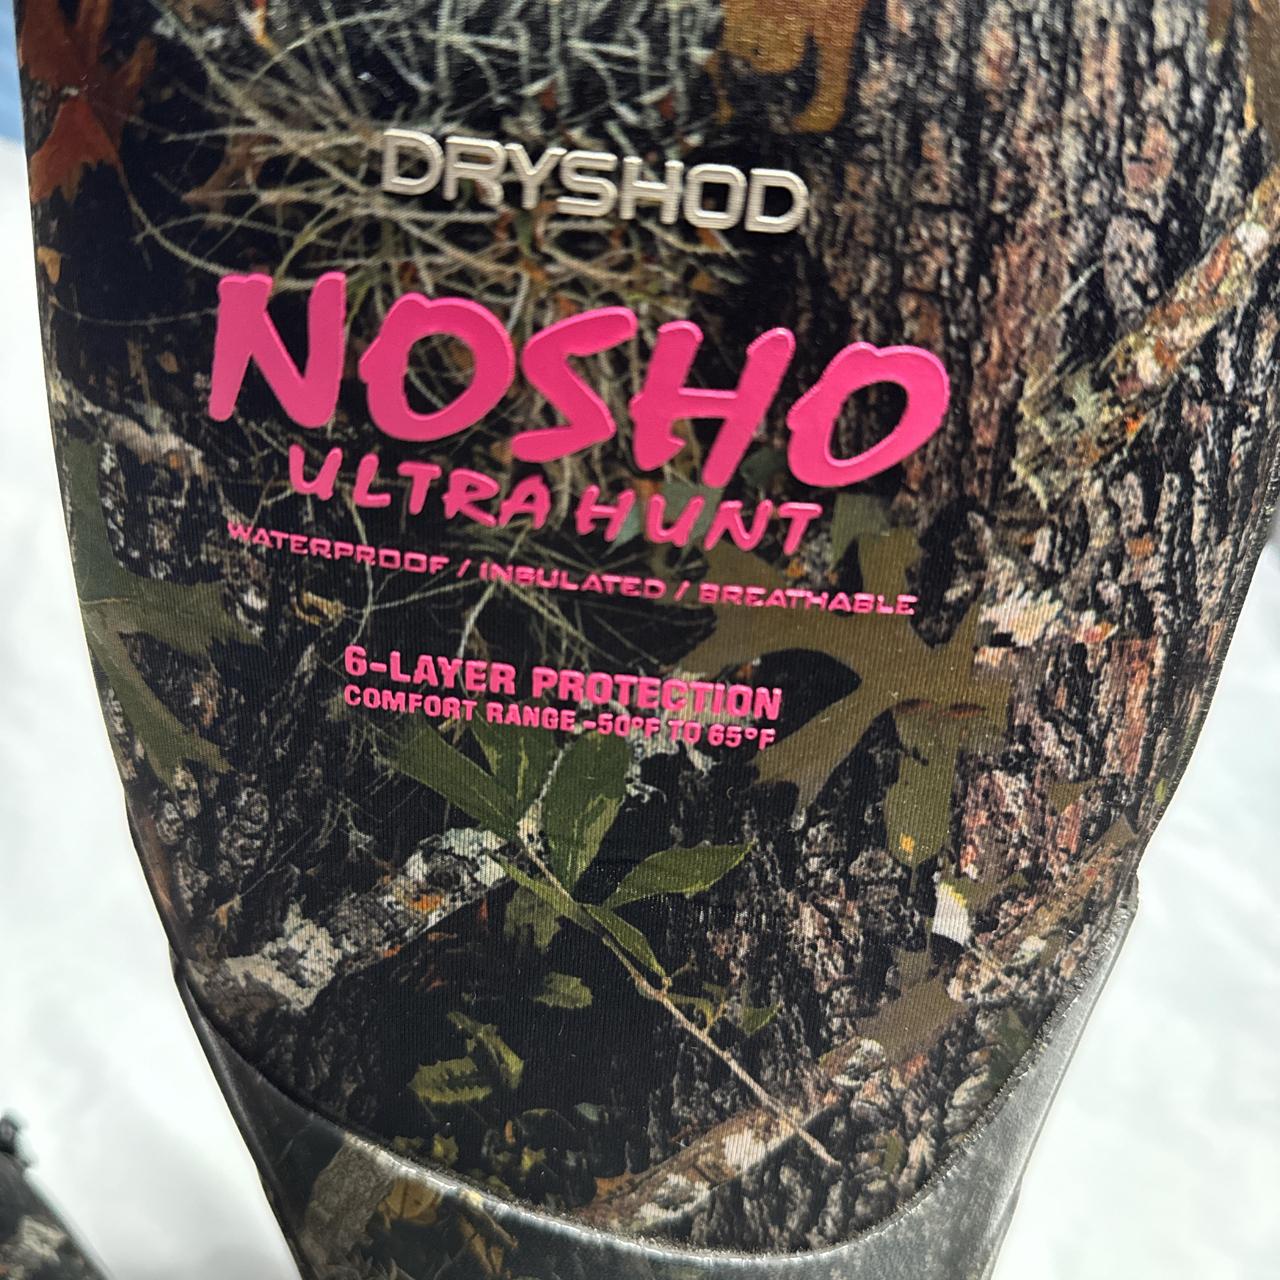 DRYSHOD
NOSHO
ULTRA HUNT
WATERPROOF / INSULATED / BREATHABLE
6-LAYER PROTECTION
COMFORT RANGE -50°F TO 65°F